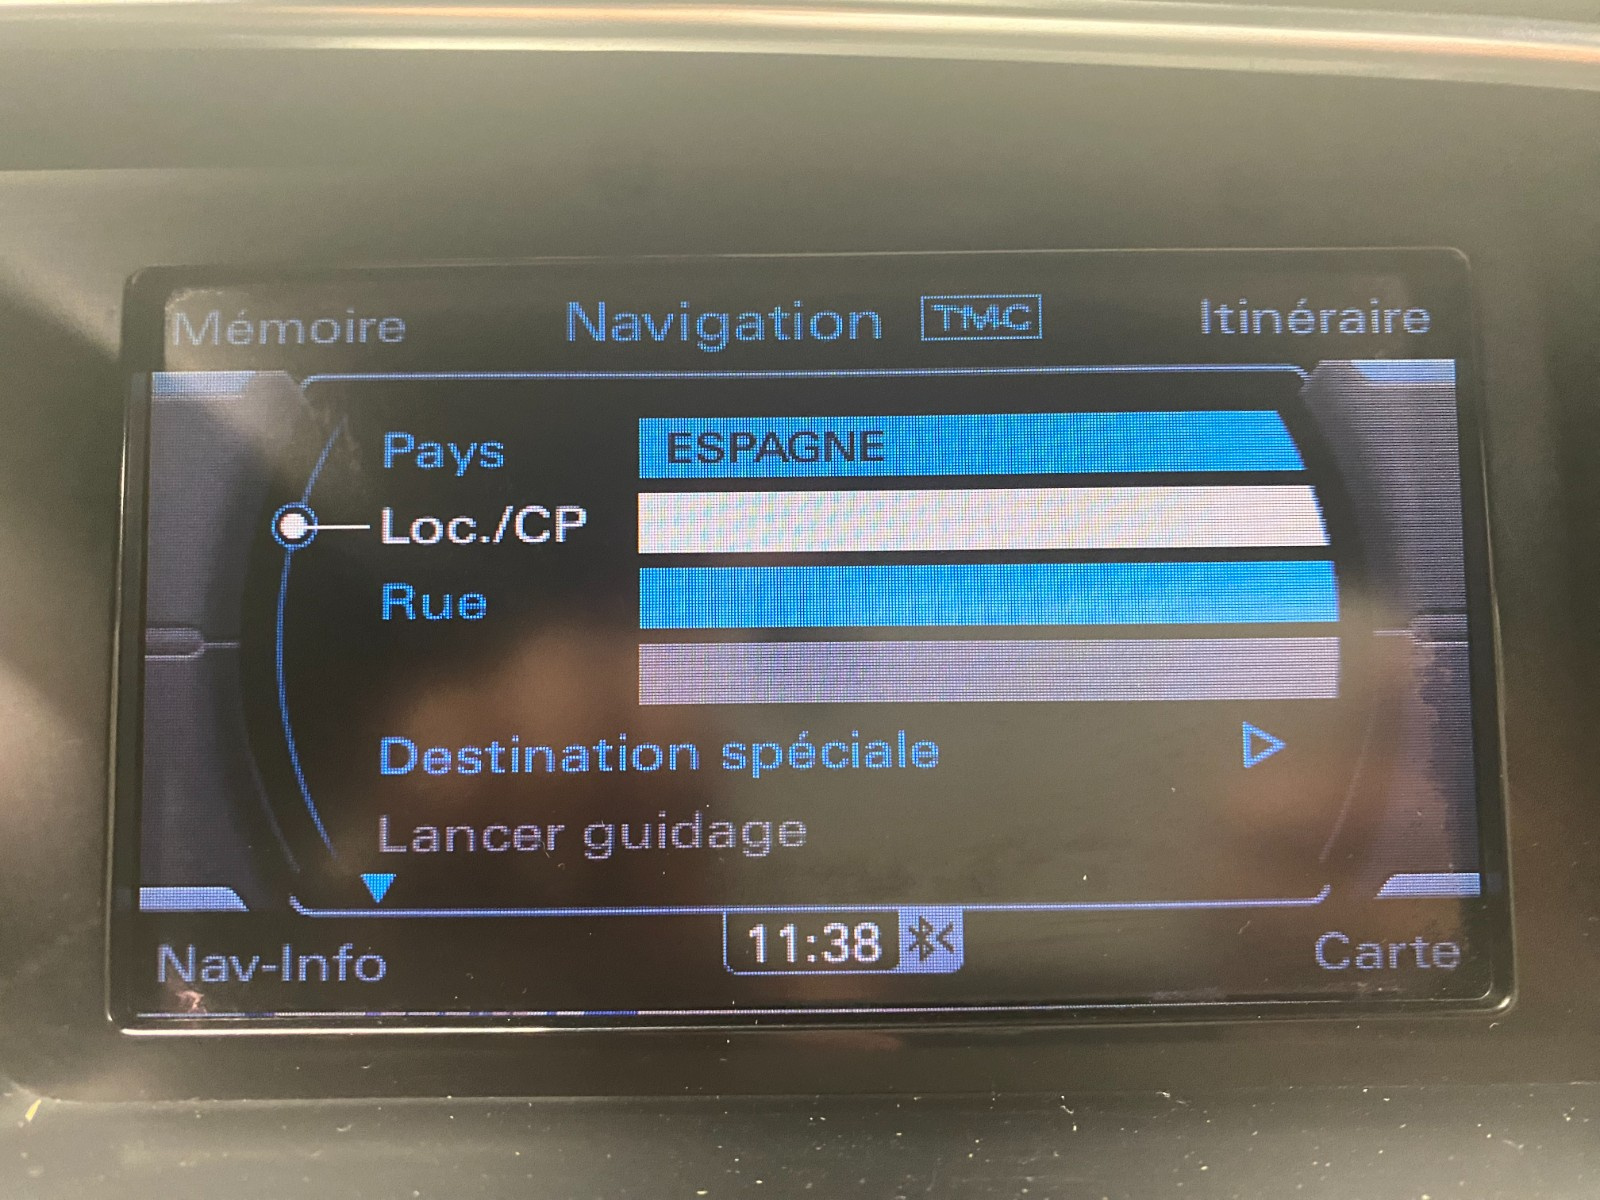 Mémoire Navigation TMC Itinéraire
Pays ESPAGNE
Loc./CP
Rue
Destination spéciale
Lancer guidage
Nav-Info 11:38 Carte